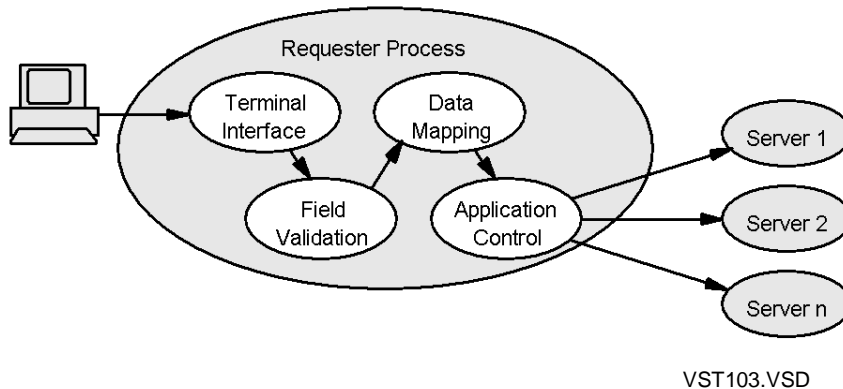 Requester Process
Terminal
Interface
Data
Mapping
Field
Validation
Application
Control
Server 1
Server 2
Server n
VST103.VSD